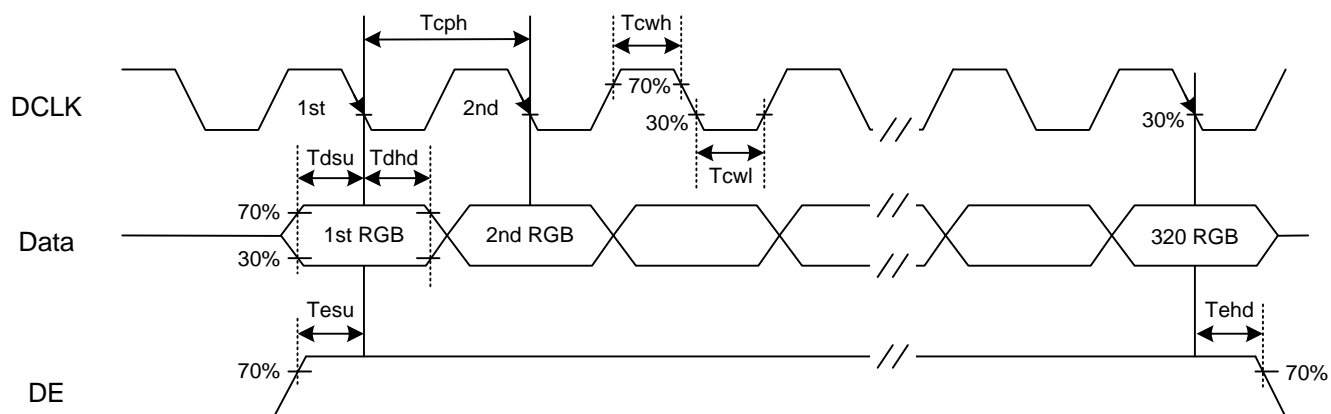 Tcph
Tcwh
DCLK
1st
2nd
70%
30%
30%
Tdsu
Tdhd
Tcwl
70%
Data
1st RGB
2nd RGB
320 RGB
30%
Tesu
Tehd
70%
70%
DE